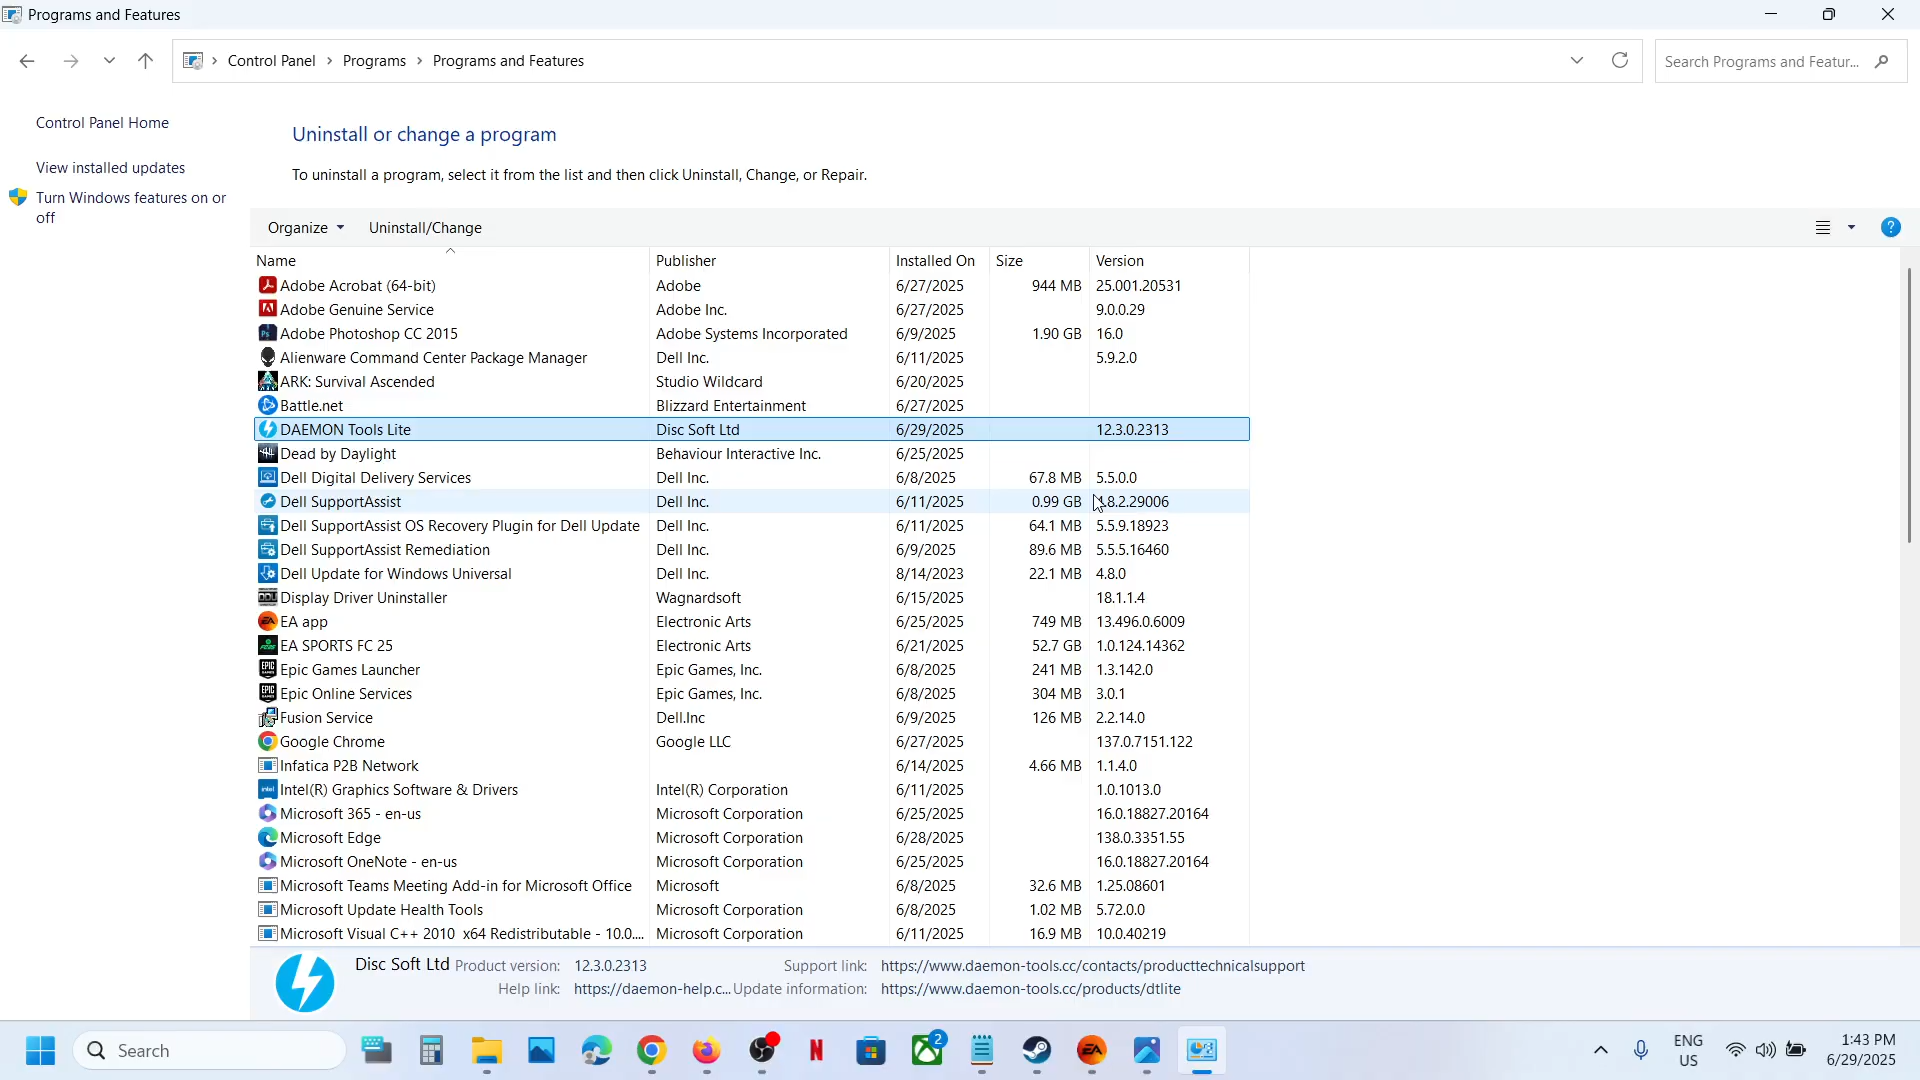 Programs and Features
Control Panel > Programs > Programs and Features
Search Programs and Featur...
Control Panel Home
View installed updates
Turn Windows features on or off
Uninstall or change a program
To uninstall a program, select it from the list and then click Uninstall, Change, or Repair.
Organize Uninstall/Change
Name Publisher Installed On Size Version
Adobe Acrobat (64-bit) Adobe 6/27/2025 944 MB 25.001.20531
Adobe Genuine Service Adobe Inc. 6/27/2025 9.0.0.29
Adobe Photoshop CC 2015 Adobe Systems Incorporated 6/9/2025 1.90 GB 16.0
Alienware Command Center Package Manager Dell Inc. 6/11/2025 5.9.2.0
ARK: Survival Ascended Studio Wildcard 6/20/2025
Battle.net Blizzard Entertainment 6/27/2025
DAEMON Tools Lite Disc Soft Ltd 6/29/2025 12.3.0.2313
Dead by Daylight Behaviour Interactive Inc. 6/25/2025
Dell Digital Delivery Services Dell Inc. 6/8/2025 67.8 MB 5.5.0.0
Dell SupportAssist Dell Inc. 6/11/2025 0.99 GB .8.2.29006
Dell SupportAssist OS Recovery Plugin for Dell Update Dell Inc. 6/11/2025 64.1 MB 5.5.9.18923
Dell SupportAssist Remediation Dell Inc. 6/9/2025 89.6 MB 5.5.5.16460
Dell Update for Windows Universal Dell Inc. 8/14/2023 22.1 MB 4.8.0
Display Driver Uninstaller Wagnardsoft 6/15/2025 18.1.1.4
EA app Electronic Arts 6/25/2025 749 MB 13.496.0.6009
EA SPORTS FC 25 Electronic Arts 6/21/2025 52.7 GB 1.0.124.14362
Epic Games Launcher Epic Games, Inc. 6/8/2025 241 MB 1.3.142.0
Epic Online Services Epic Games, Inc. 6/8/2025 304 MB 3.0.1
Fusion Service Dell.Inc 6/9/2025 126 MB 2.2.14.0
Google Chrome Google LLC 6/27/2025 137.0.7151.122
Infatica P2B Network 6/14/2025 4.66 MB 1.1.4.0
Intel(R) Graphics Software & Drivers Intel(R) Corporation 6/11/2025 1.0.1013.0
Microsoft 365 - en-us Microsoft Corporation 6/25/2025 16.0.18827.20164
Microsoft Edge Microsoft Corporation 6/28/2025 138.0.3351.55
Microsoft OneNote - en-us Microsoft Corporation 6/25/2025 16.0.18827.20164
Microsoft Teams Meeting Add-in for Microsoft Office Microsoft 6/8/2025 32.6 MB 1.25.08601
Microsoft Update Health Tools Microsoft Corporation 6/8/2025 1.02 MB 5.72.0.0
Microsoft Visual C++ 2010 x64 Redistributable - 10.0.... Microsoft Corporation 6/11/2025 16.9 MB 10.0.40219
Disc Soft Ltd Product version: 12.3.0.2313 Support link: https://www.daemon-tools.cc/contacts/producttechnicalsupport
Help link: https://daemon-help.c... Update information: https://www.daemon-tools.cc/products/dtlite
Search 2 ENG US 1:43 PM 6/29/2025